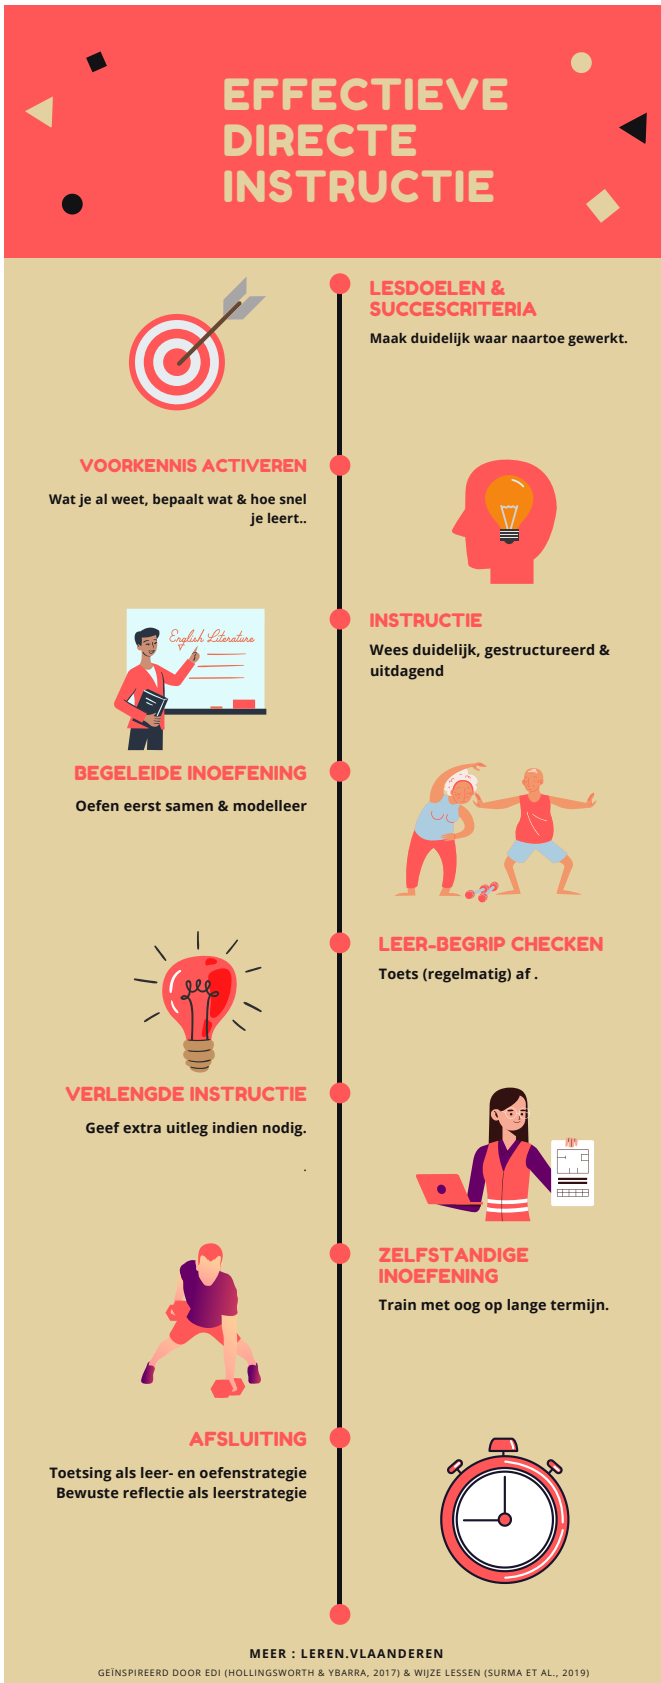 EFFECTIEVE
DIRECTE
INSTRUCTIE
LESDOELEN &
SUCCESCRITERIA
Maak duidelijk waar naartoe gewerkt.
VOORKENNIS ACTIVEREN
Wat je al weet, bepaalt wat & hoe snel
je leert..
English Literature
INSTRUCTIE
Wees duidelijk, gestructureerd &
uitdagend
BEGELEIDE INOEFENING
Oefen eerst samen & modelleer
LEER-BEGRIP CHECKEN
Toets (regelmatig) af .
VERLENGDE INSTRUCTIE
Geef extra uitleg indien nodig.
.
ZELFSTANDIGE
INOEFENING
Train met oog op lange termijn.
AFSLUITING
Toetsing als leer- en oefenstrategie
Bewuste reflectie als leerstrategie
MEER : LEREN.VLAANDEREN
GEÏNSPIREERD DOOR EDI (HOLLINGSWORTH & YBARRA, 2017) & WIJZE LESSEN (SURMA ET AL., 2019)